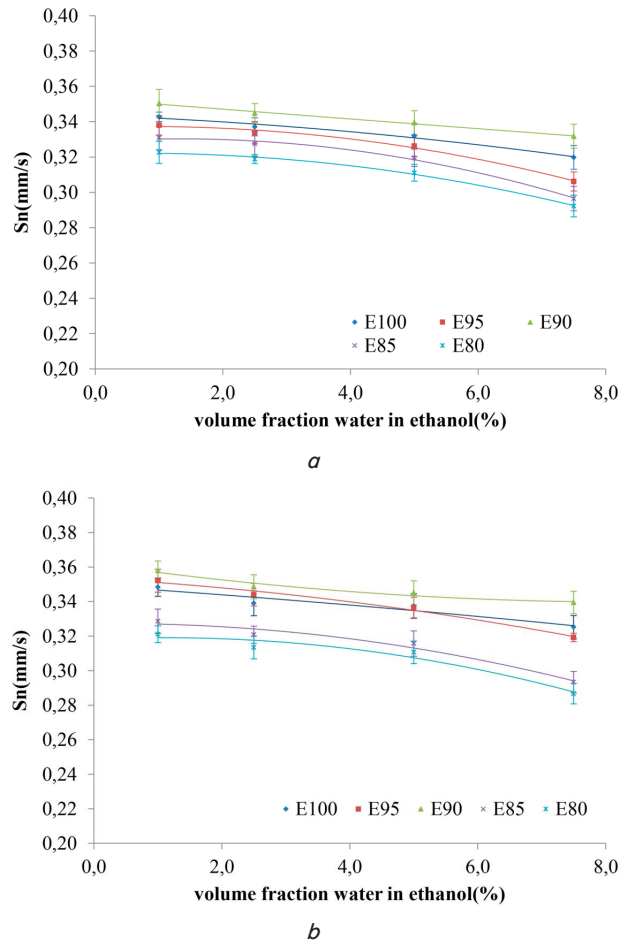 0,40
0,38
0,36
0,34
0,32
0,30
0,28
0,26
0,24
0,22
0,20
Sn(mm/s)
E100 E95 E90
E85 E80
0,0 2,0 4,0 6,0 8,0
volume fraction water in ethanol(%)
a
0,40
0,38
0,36
0,34
0,32
0,30
0,28
0,26
0,24
0,22
0,20
Sn(mm/s)
E100 E95 E90 E85 E80
0,0 2,0 4,0 6,0 8,0
volume fraction water in ethanol(%)
b